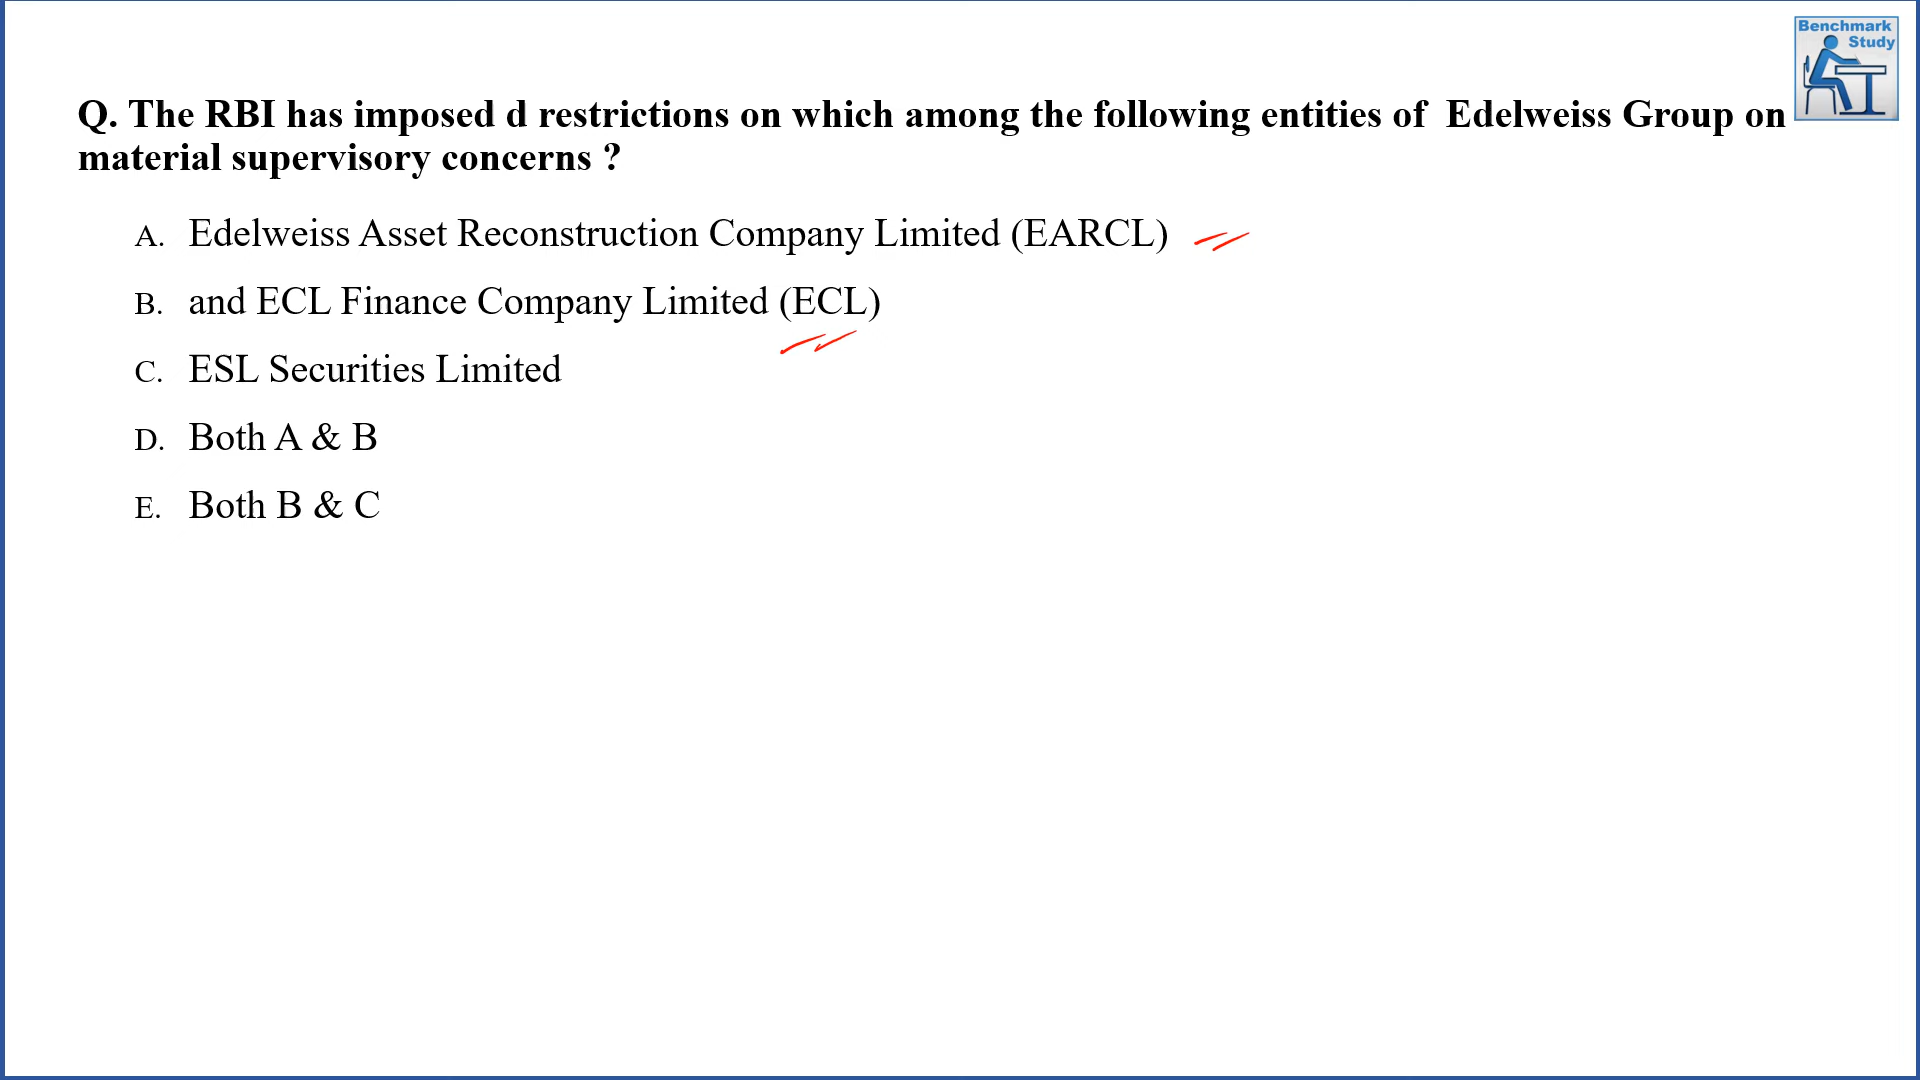 Benchmark
Study
Q. The RBI has imposed d restrictions on which among the following entities of Edelweiss Group on
material supervisory concerns ?
A. Edelweiss Asset Reconstruction Company Limited (EARCL)
B. and ECL Finance Company Limited (ECL)
C. ESL Securities Limited
D. Both A & B
E. Both B & C